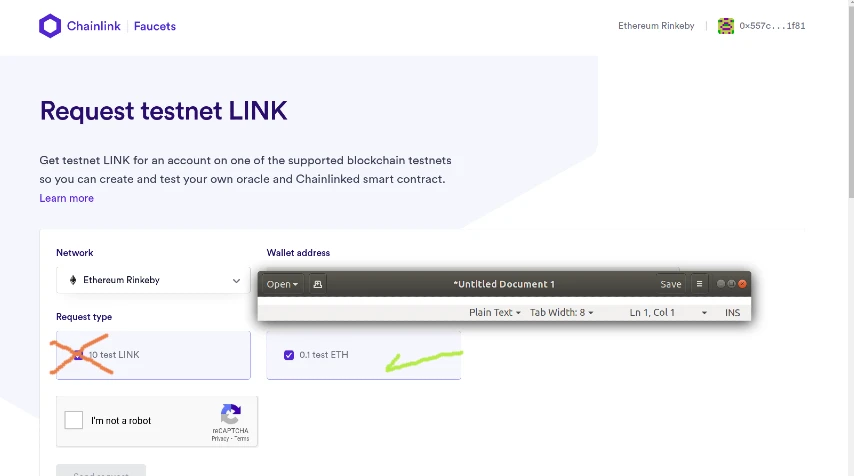 Chainlink | Faucets
Ethereum Rinkeby | 0x557c...1f81
Request testnet LINK
Get testnet LINK for an account on one of the supported blockchain testnets
so you can create and test your own oracle and Chainlinked smart contract.
Learn more
Network
Wallet address
Ethereum Rinkeby
Open
*Untitled Document 1
Save
Plain Text
Tab Width: 8
Ln 1, Col 1
INS
Request type
10 test LINK
0.1 test ETH
I'm not a robot
reCAPTCHA
Privacy - Terms
Send request